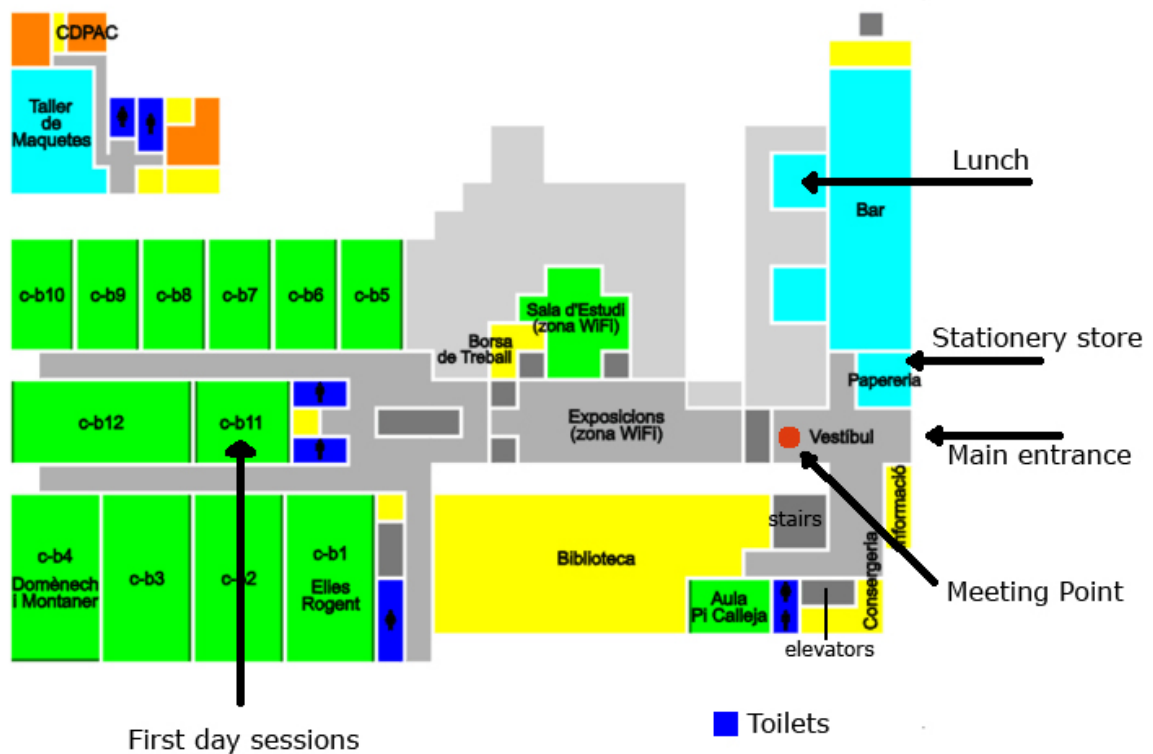 CDPAC
Taller
de
Maquetes
Lunch
Bar
c-b10
c-b9
c-b8
c-b7
c-b6
c-b5
Sala d'Estudi
(zona WiFi)
Borsa
de Treball
Stationery store
Papereria
c-b12
c-b11
Exposicions
(zona WiFi)
Vestíbul
Main entrance
Informació
stairs
Consergeria
c-b4
Domènech
i Montaner
c-b3
c-b2
c-b1
Elles
Rogent
Biblioteca
Meeting Point
Aula
Pi Calleja
elevators
First day sessions
Toilets